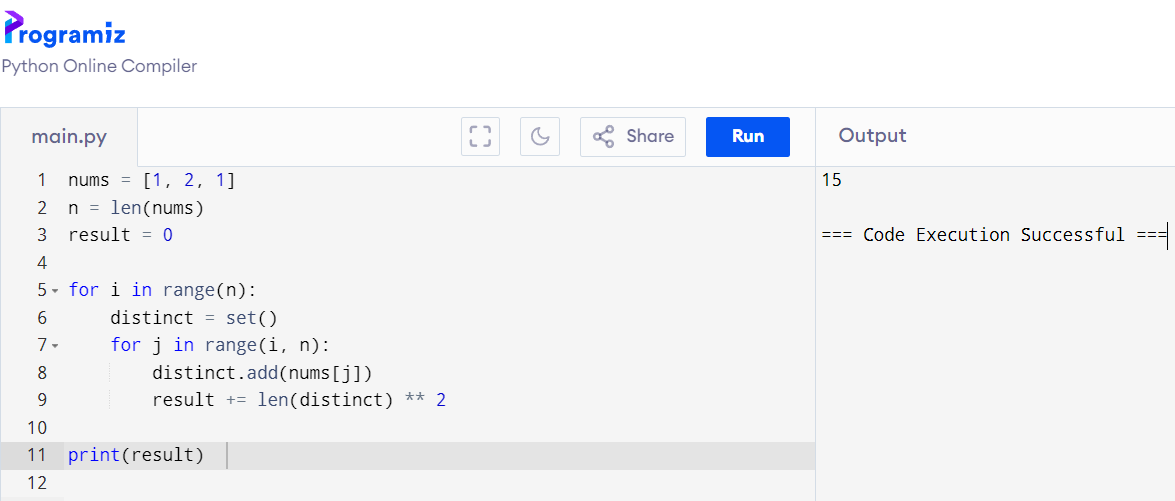 Programiz
Python Online Compiler
main.py
Share
Run
Output
1 nums = [1, 2, 1]
2 n = len(nums)
3 result = 0
4
5 for i in range(n):
6     distinct = set()
7     for j in range(i, n):
8         distinct.add(nums[j])
9         result += len(distinct) ** 2
10
11 print(result)
12
15
=== Code Execution Successful ===